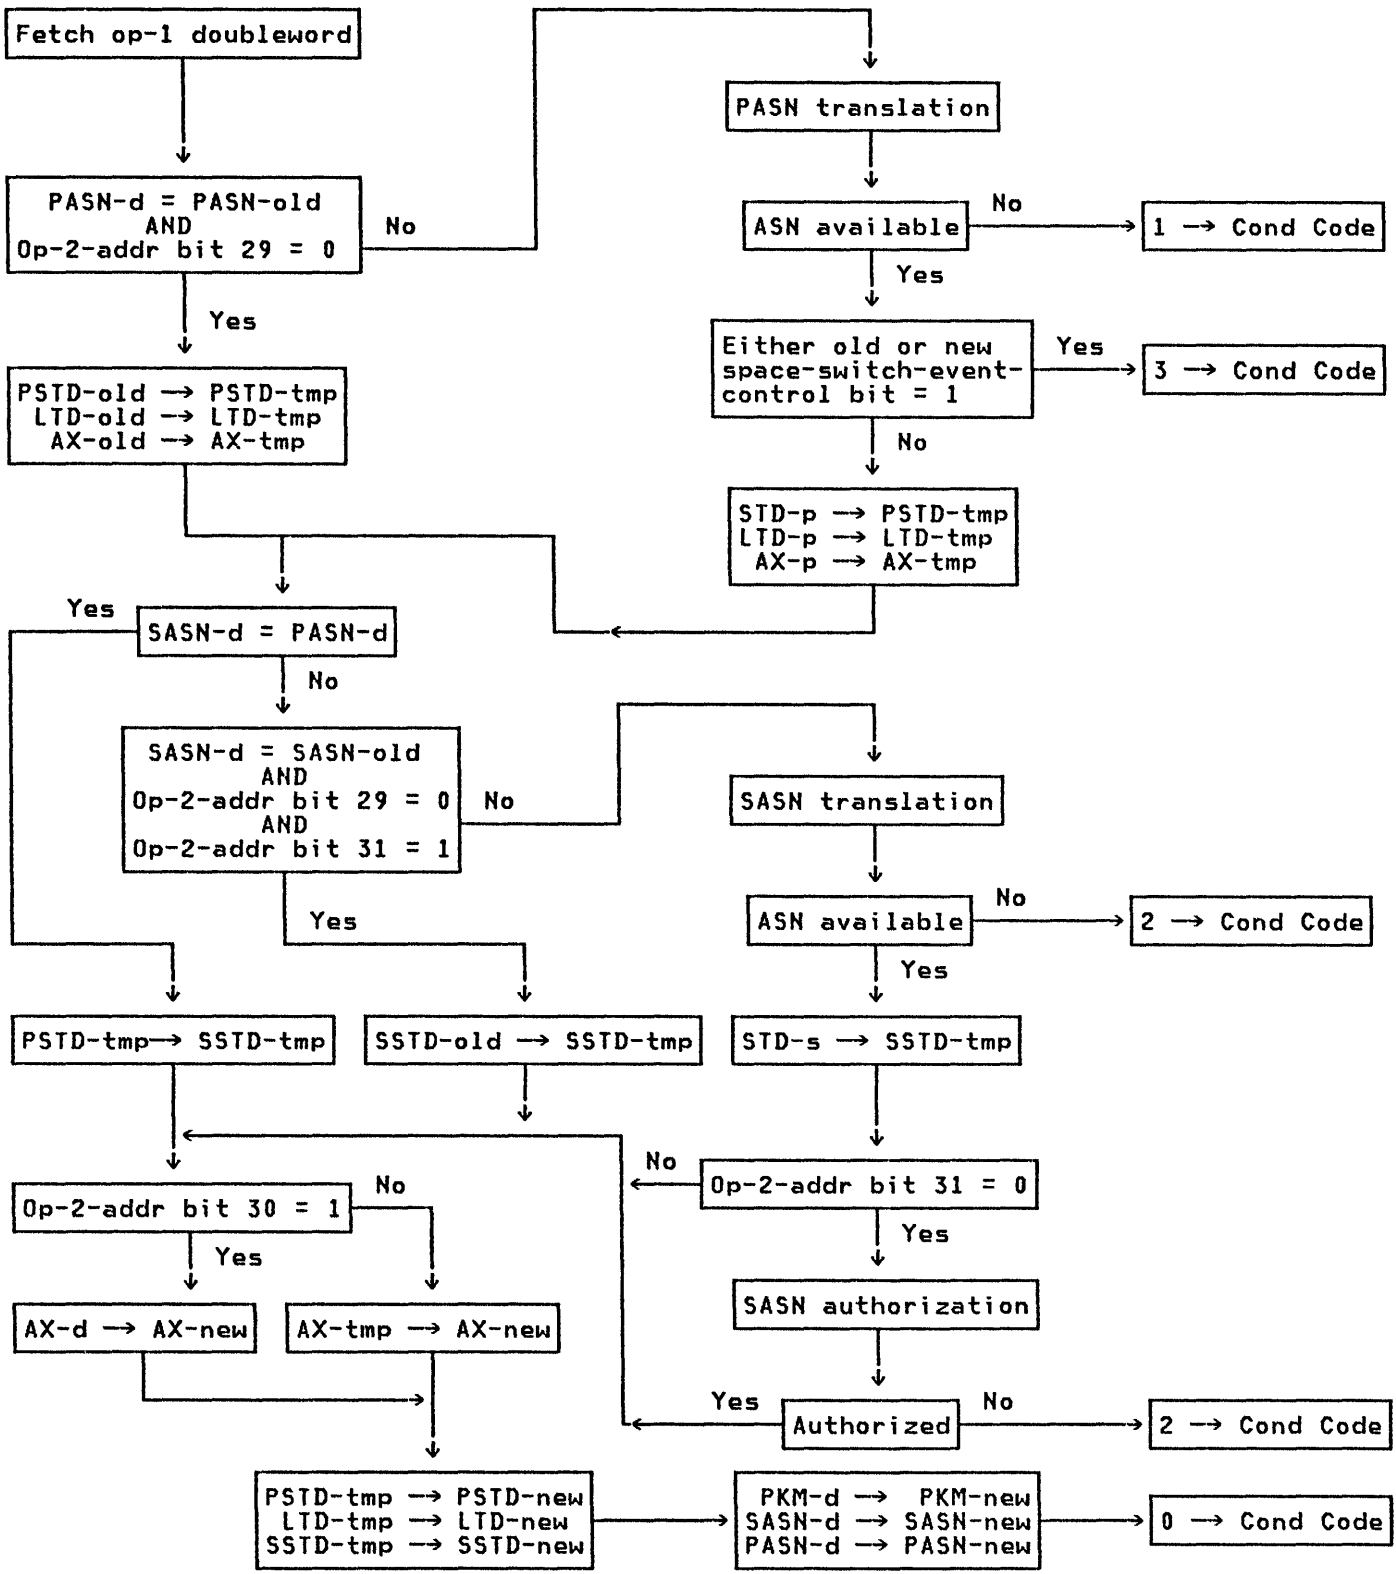 Fetch op-1 doubleword
PASN translation
PASN-d = PASN-old
AND
Op-2-addr bit 29 = 0
No
ASN available
No
1 → Cond Code
Yes
Yes
Either old or new
space-switch-event-
control bit = 1
Yes
3 → Cond Code
PSTD-old → PSTD-tmp
LTD-old → LTD-tmp
AX-old → AX-tmp
No
STD-p → PSTD-tmp
LTD-p → LTD-tmp
AX-p → AX-tmp
Yes
SASN-d = PASN-d
No
SASN-d = SASN-old
AND
Op-2-addr bit 29 = 0
AND
Op-2-addr bit 31 = 1
No
SASN translation
Yes
ASN available
No
2 → Cond Code
Yes
PSTD-tmp→ SSTD-tmp
SSTD-old → SSTD-tmp
STD-s → SSTD-tmp
No
Op-2-addr bit 31 = 0
Op-2-addr bit 30 = 1
No
Yes
Yes
SASN authorization
AX-d → AX-new
AX-tmp → AX-new
Yes
Authorized
No
2 → Cond Code
PSTD-tmp → PSTD-new
LTD-tmp → LTD-new
SSTD-tmp → SSTD-new
PKM-d → PKM-new
SASN-d → SASN-new
PASN-d → PASN-new
0 → Cond Code